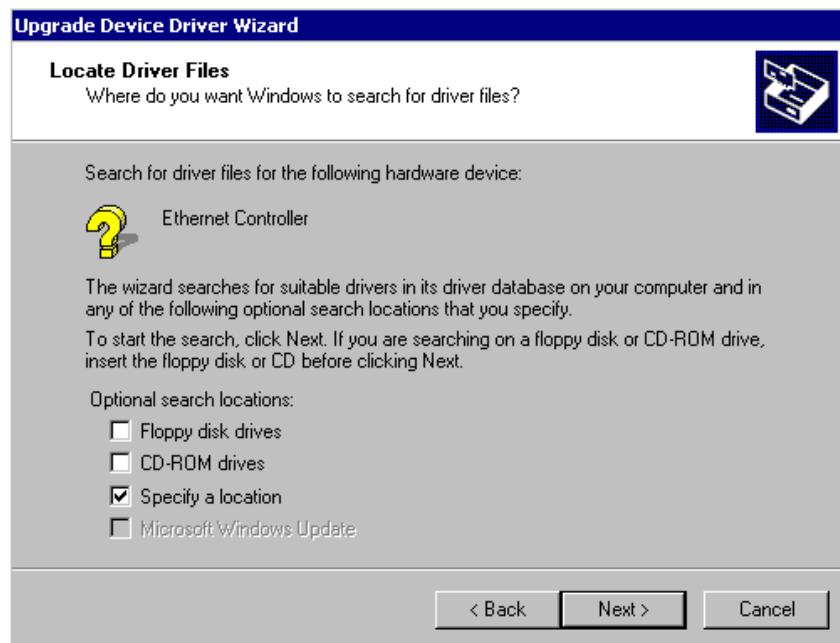 Upgrade Device Driver Wizard
Locate Driver Files
Where do you want Windows to search for driver files?
Search for driver files for the following hardware device:
Ethernet Controller
The wizard searches for suitable drivers in its driver database on your computer and in
any of the following optional search locations that you specify.
To start the search, click Next. If you are searching on a floppy disk or CD-ROM drive,
insert the floppy disk or CD before clicking Next.
Optional search locations:
Floppy disk drives
CD-ROM drives
Specify a location
Microsoft Windows Update
< Back Next > Cancel